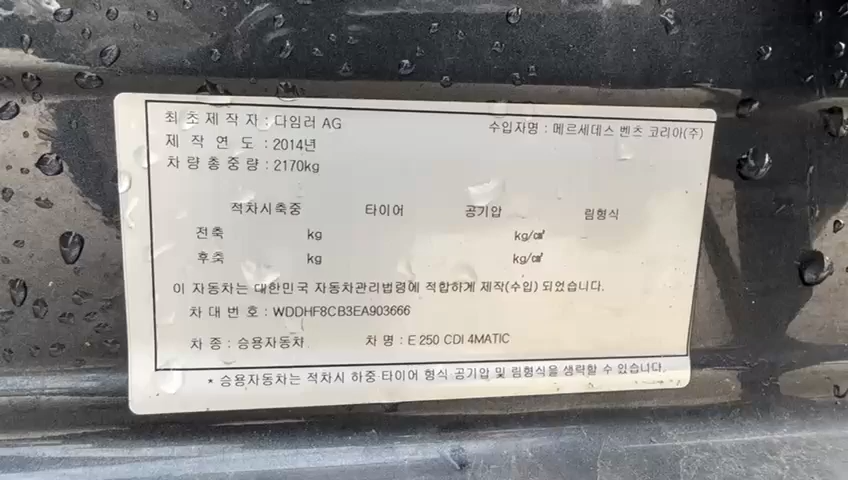 최초제작자 : 다임러 AG 수입자명 : 메르세데스 벤츠 코리아(주)
제작연도 : 2014년
차량총중량 : 2170kg
적차시축중 타이어 공기압 림형식
전축 kg kg/㎠
후축 kg kg/㎠
이 자동차는 대한민국 자동차관리법령에 적합하게 제작(수입) 되었습니다.
차대번호 : WDDHF8CB3EA903666
차종 : 승용자동차 차명 : E 250 CDI 4MATIC
* 승용자동차는 적차시 하중 타이어 형식 공기압 및 림형식을 생략할 수 있습니다.